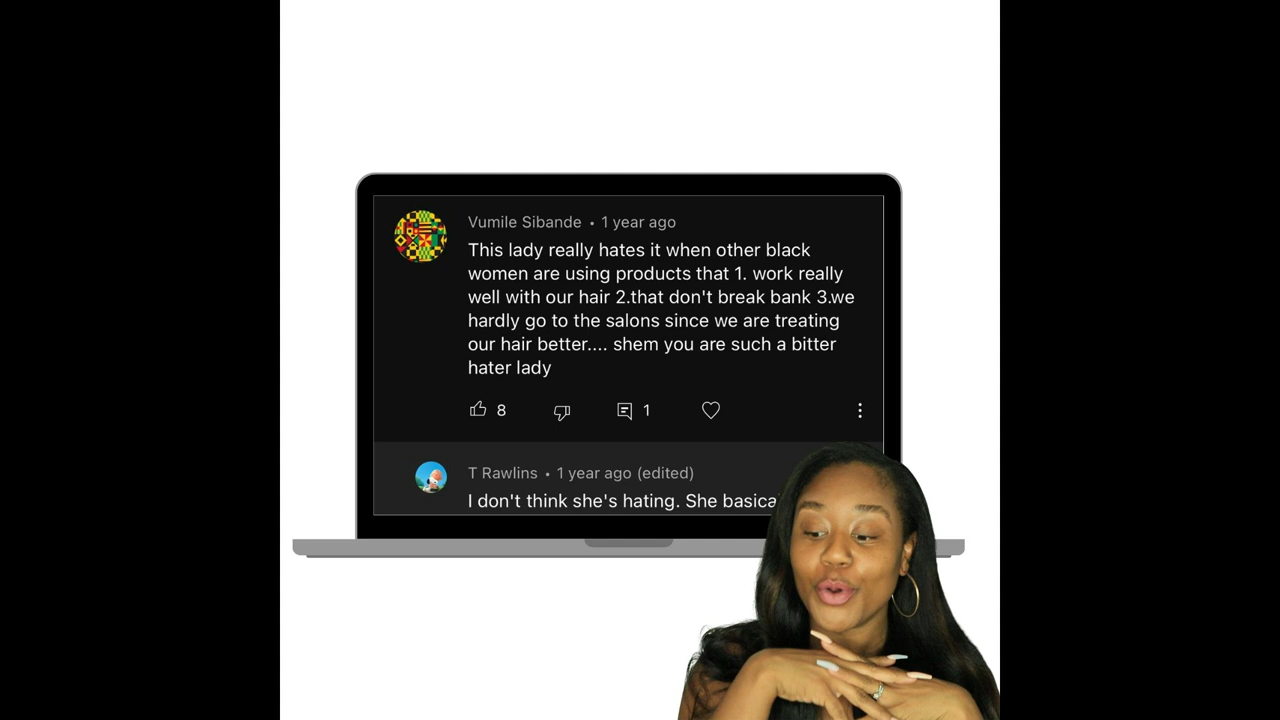 Vumile Sibande • 1 year ago
This lady really hates it when other black
women are using products that 1. work really
well with our hair 2.that don't break bank 3.we
hardly go to the salons since we are treating
our hair better.... shem you are such a bitter
hater lady
8
1
T Rawlins • 1 year ago (edited)
I don't think she's hating. She